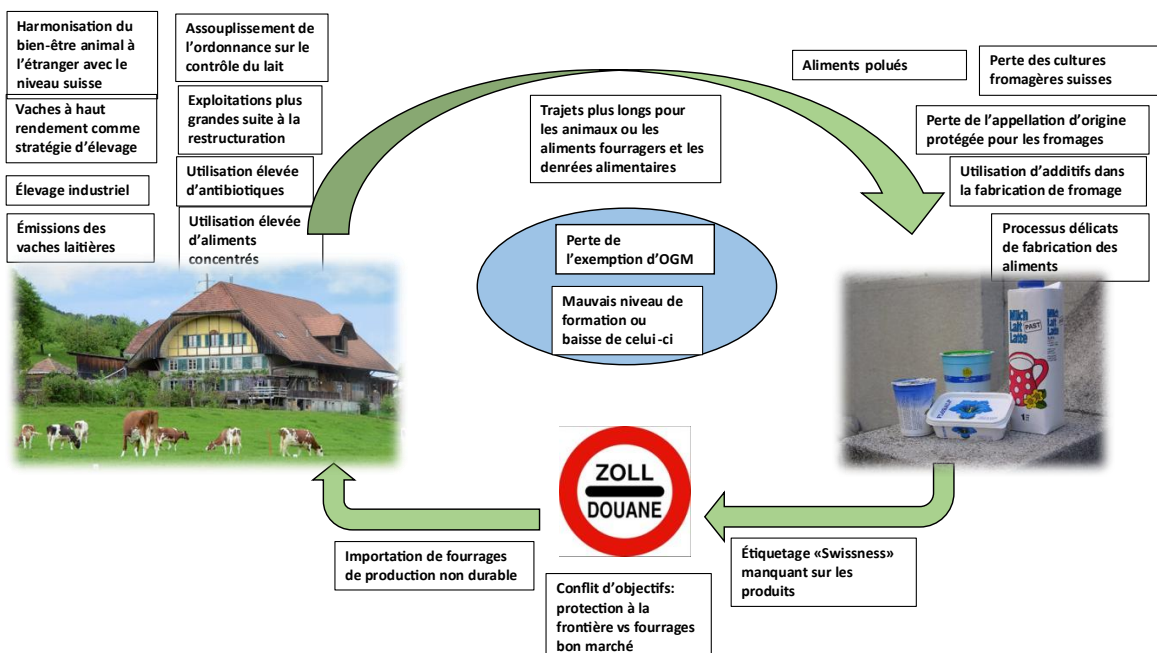 Harmonisation du
bien-être animal à
l'étranger avec le
niveau suisse
Vaches à haut
rendement comme
stratégie d'élevage
Élevage industriel
Émissions des
vaches laitières
Assouplissement de
l'ordonnance sur le
contrôle du lait
Exploitations plus
grandes suite à la
restructuration
Utilisation élevée
d'antibiotiques
Utilisation élevée
d'aliments
concentrés
Trajets plus longs pour
les animaux ou les
aliments fourragers et les
denrées alimentaires
Perte de
l'exemption d'OGM
Mauvais niveau de
formation ou
baisse de celui-ci
Aliments polués
Perte des cultures
fromagères suisses
Perte de l'appellation d'origine
protégée pour les fromages
Utilisation d'additifs dans
la fabrication de fromage
Processus délicats
de fabrication des
aliments
Milch
Lait
Latte
PAST
1
ZOLL
DOUANE
Importation de fourrages
de production non durable
Conflit d'objectifs:
protection à la
frontière vs fourrages
bon marché
Étiquetage «Swissness»
manquant sur les
produits